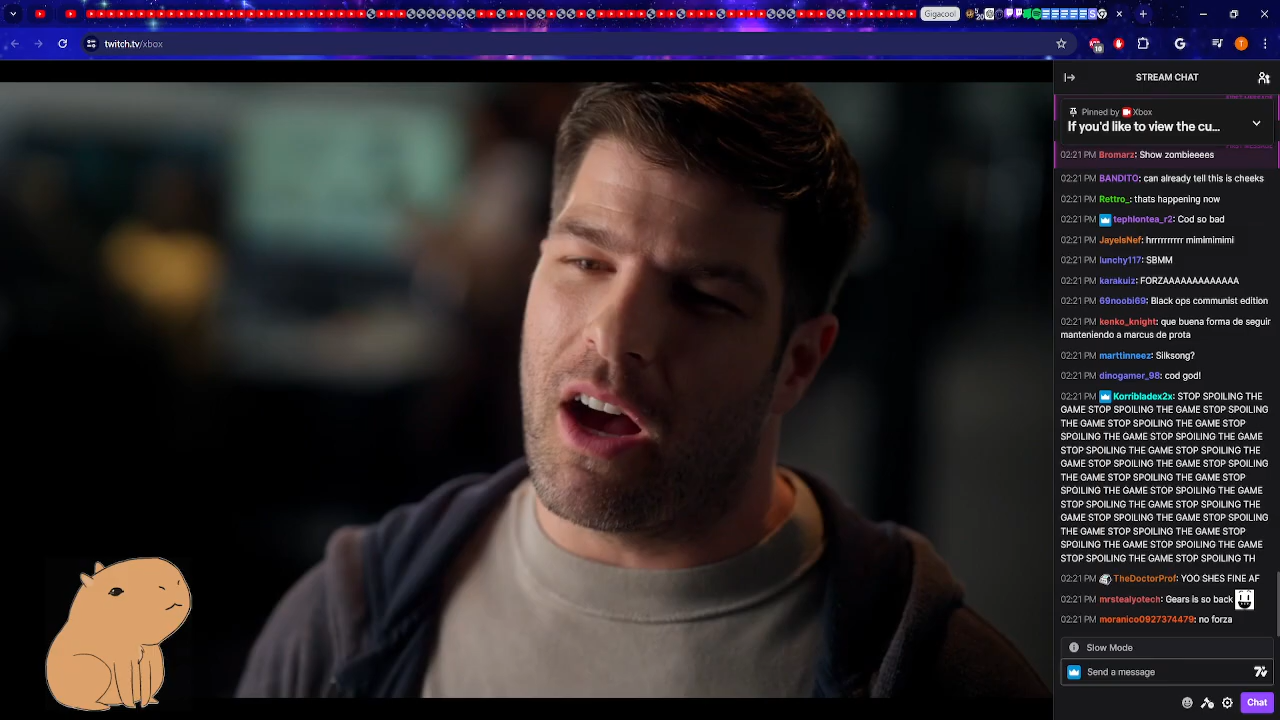 Gigacool
twitch.tv/xbox
STREAM CHAT
Pinned by Xbox
If you'd like to view the cu...
02:21 PM Bromarz: Show zombieeees
02:21 PM BANDITO: can already tell this is cheeks
02:21 PM Rettro_: thats happening now
02:21 PM tephlontea_r2: Cod so bad
02:21 PM JayeIsNef: hrrrrrrrrr mimimimimi
02:21 PM lunchy117: SBMM
02:21 PM karakuiz: FORZAAAAAAAAAAAAA
02:21 PM 69noobi69: Black ops communist edition
02:21 PM kenko_knight: que buena forma de seguir
manteniendo a marcus de prota
02:21 PM marttinneez: Silksong?
02:21 PM dinogamer_98: cod god!
02:21 PM Korribladex2x: STOP SPOILING THE
GAME STOP SPOILING THE GAME STOP SPOILING
THE GAME STOP SPOILING THE GAME STOP
SPOILING THE GAME STOP SPOILING THE GAME
STOP SPOILING THE GAME STOP SPOILING THE
GAME STOP SPOILING THE GAME STOP SPOILING
THE GAME STOP SPOILING THE GAME STOP
SPOILING THE GAME STOP SPOILING THE GAME
STOP SPOILING THE GAME STOP SPOILING THE
GAME STOP SPOILING THE GAME STOP SPOILING
THE GAME STOP SPOILING THE GAME STOP
SPOILING THE GAME STOP SPOILING THE GAME
STOP SPOILING THE GAME STOP SPOILING TH
02:21 PM TheDoctorProf: YOO SHES FINE AF
02:21 PM mrstealyotech: Gears is so back
02:21 PM moranico0927374479: no forza
Slow Mode
Send a message
Chat